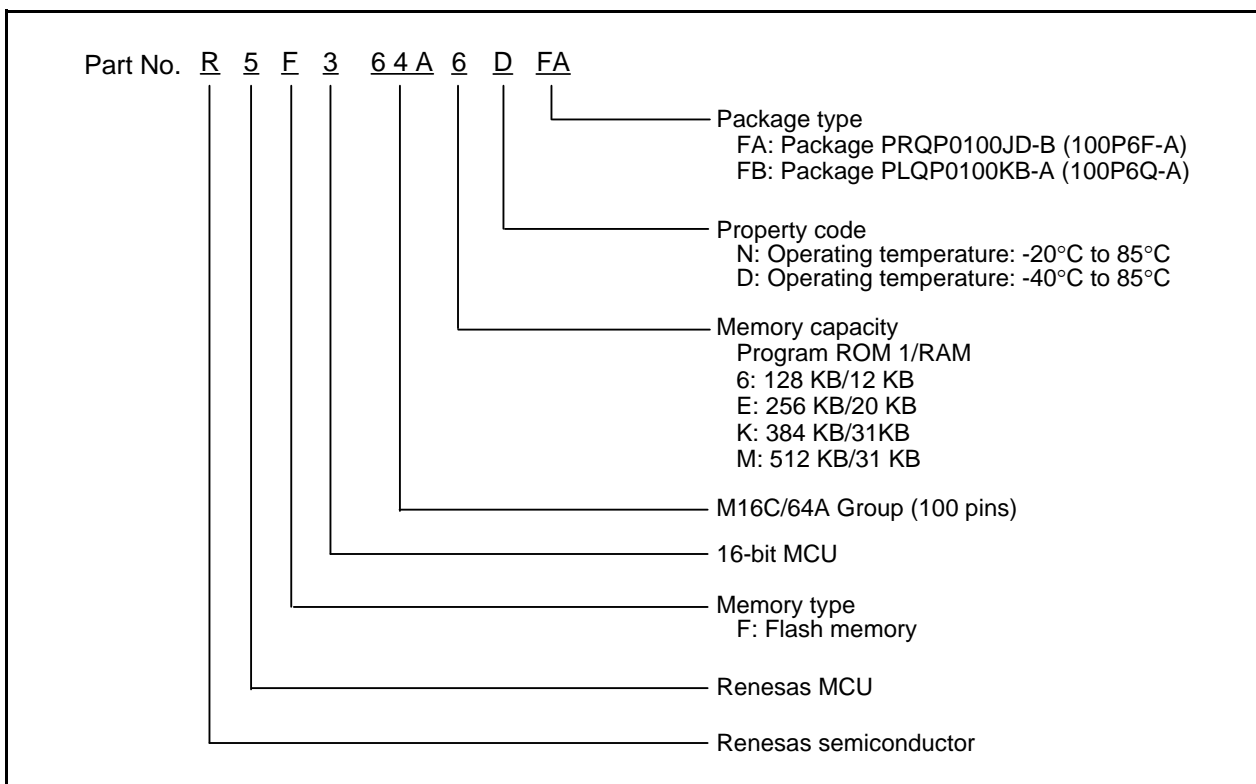 Part No. R 5 F 3 6 4 A 6 D FA
Package type
FA: Package PRQP0100JD-B (100P6F-A)
FB: Package PLQP0100KB-A (100P6Q-A)
Property code
N: Operating temperature: -20°C to 85°C
D: Operating temperature: -40°C to 85°C
Memory capacity
Program ROM 1/RAM
6: 128 KB/12 KB
E: 256 KB/20 KB
K: 384 KB/31KB
M: 512 KB/31 KB
M16C/64A Group (100 pins)
16-bit MCU
Memory type
F: Flash memory
Renesas MCU
Renesas semiconductor